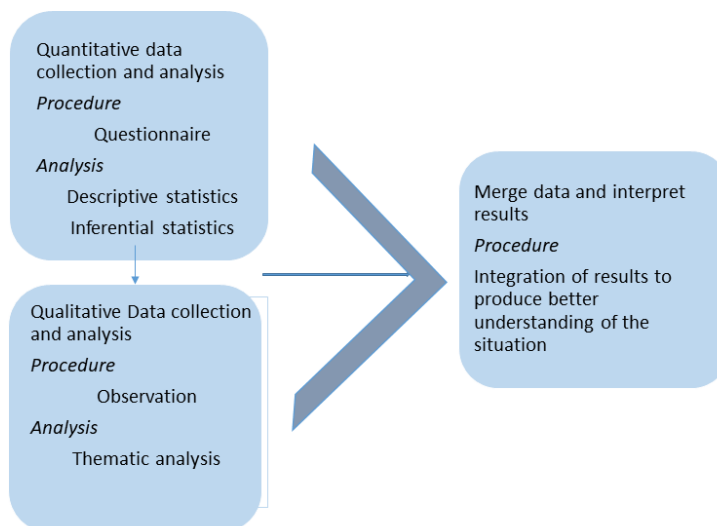 Quantitative data
collection and analysis
Procedure
Questionnaire
Analysis
Descriptive statistics
Inferential statistics
Qualitative Data collection
and analysis
Procedure
Observation
Analysis
Thematic analysis
Merge data and interpret
results
Procedure
Integration of results to
produce better
understanding of the
situation